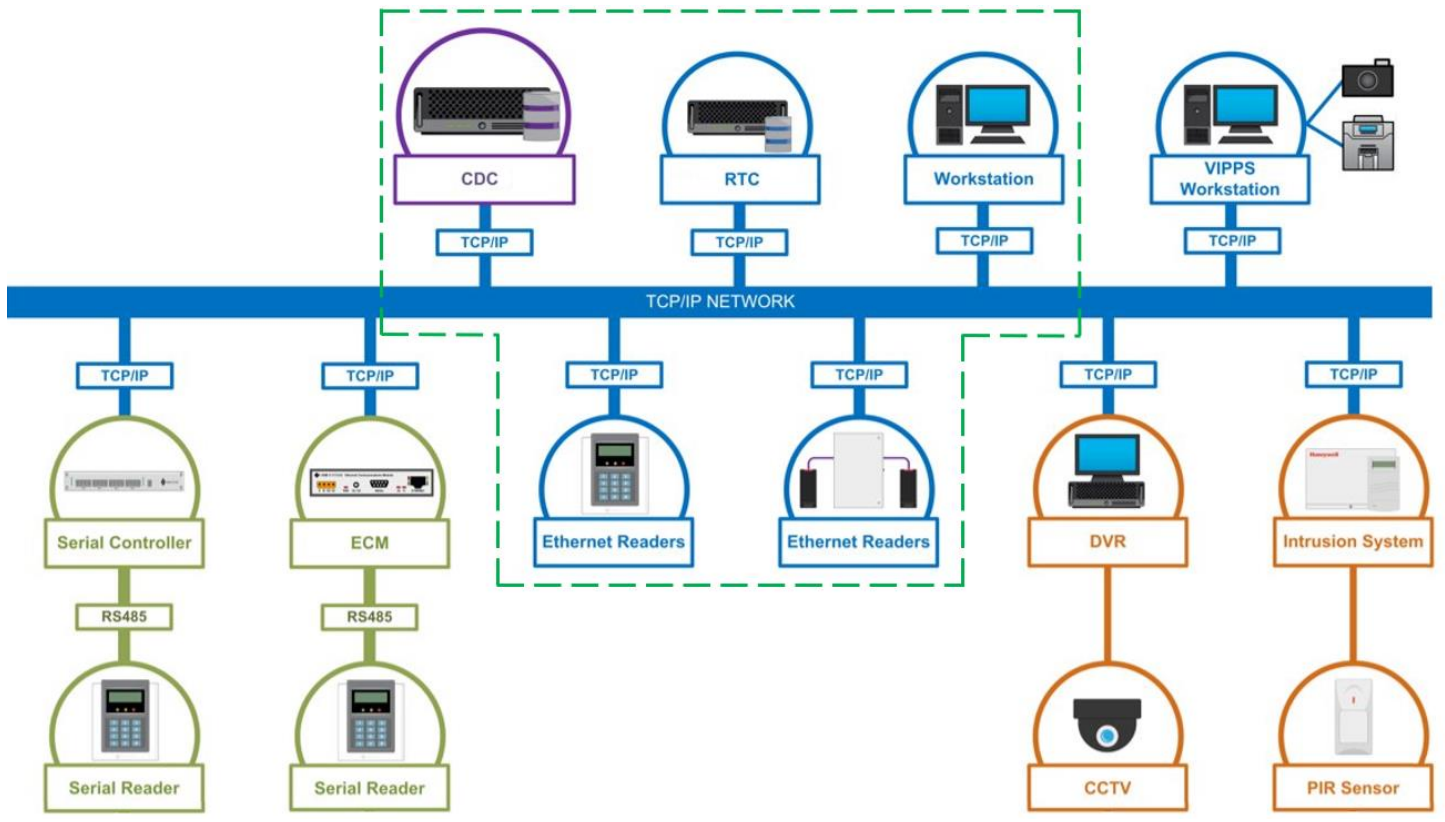 CDC
RTC
Workstation
VIPPS
Workstation
TCP/IP
TCP/IP
TCP/IP
TCP/IP
TCP/IP NETWORK
TCP/IP
TCP/IP
TCP/IP
TCP/IP
TCP/IP
TCP/IP
Honeywell
Serial Controller
ECM
Ethernet Readers
Ethernet Readers
DVR
Intrusion System
RS485
RS485
Serial Reader
Serial Reader
CCTV
PIR Sensor